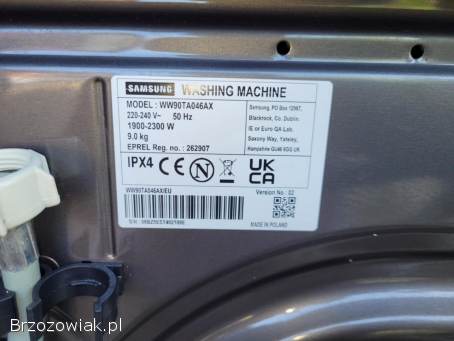 SAMSUNG WASHING MACHINE
MODEL : WW90TA046AX
220-240 V~ 50 Hz
1900-2300 W
9.0 kg
EPREL Reg. no. : 262907
Samsung, PO Box 12987,
Blackrock, Co. Dublin.
IE or Euro QA Lab.
Saxony Way, Yateley,
Hampshire GU46 6GG UK
IPX4 CE N UK
CA
WW90TA046AX/EU
Version No : 02
S/N :
MADE IN POLAND
Brzozowiak.pl